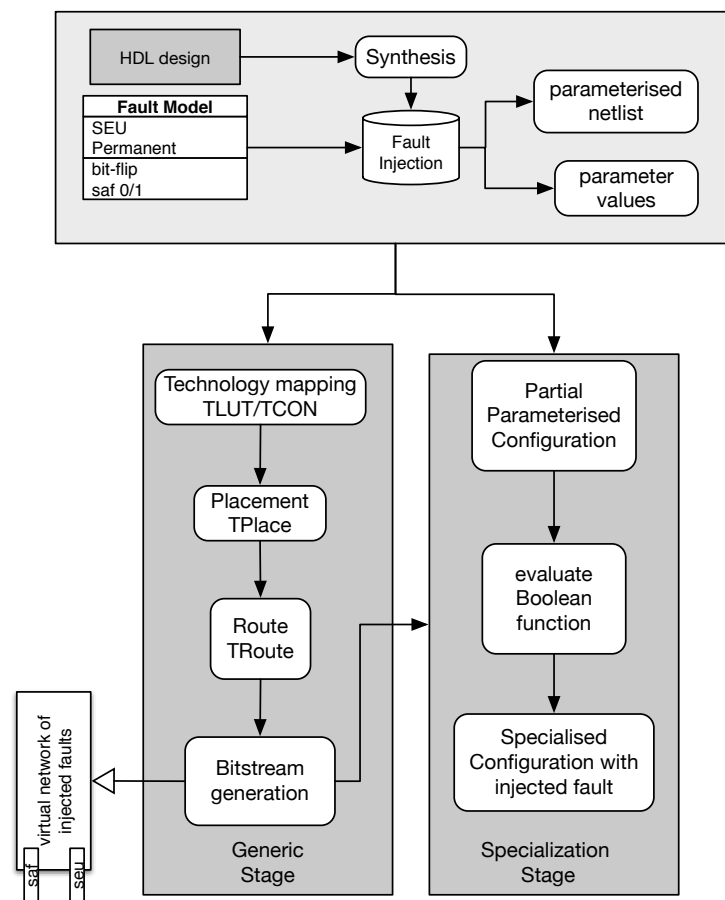 HDL design
Synthesis
Fault Model
SEU
Permanent
bit-flip
saf 0/1
Fault
Injection
parameterised
netlist
parameter
values
Technology mapping
TLUT/TCON
Placement
TPlace
Route
TRoute
Bitstream
generation
Generic
Stage
Partial
Parameterised
Configuration
evaluate
Boolean
function
Specialised
Configuration with
injected fault
Specialization
Stage
virtual network of
injected faults
saf
seu